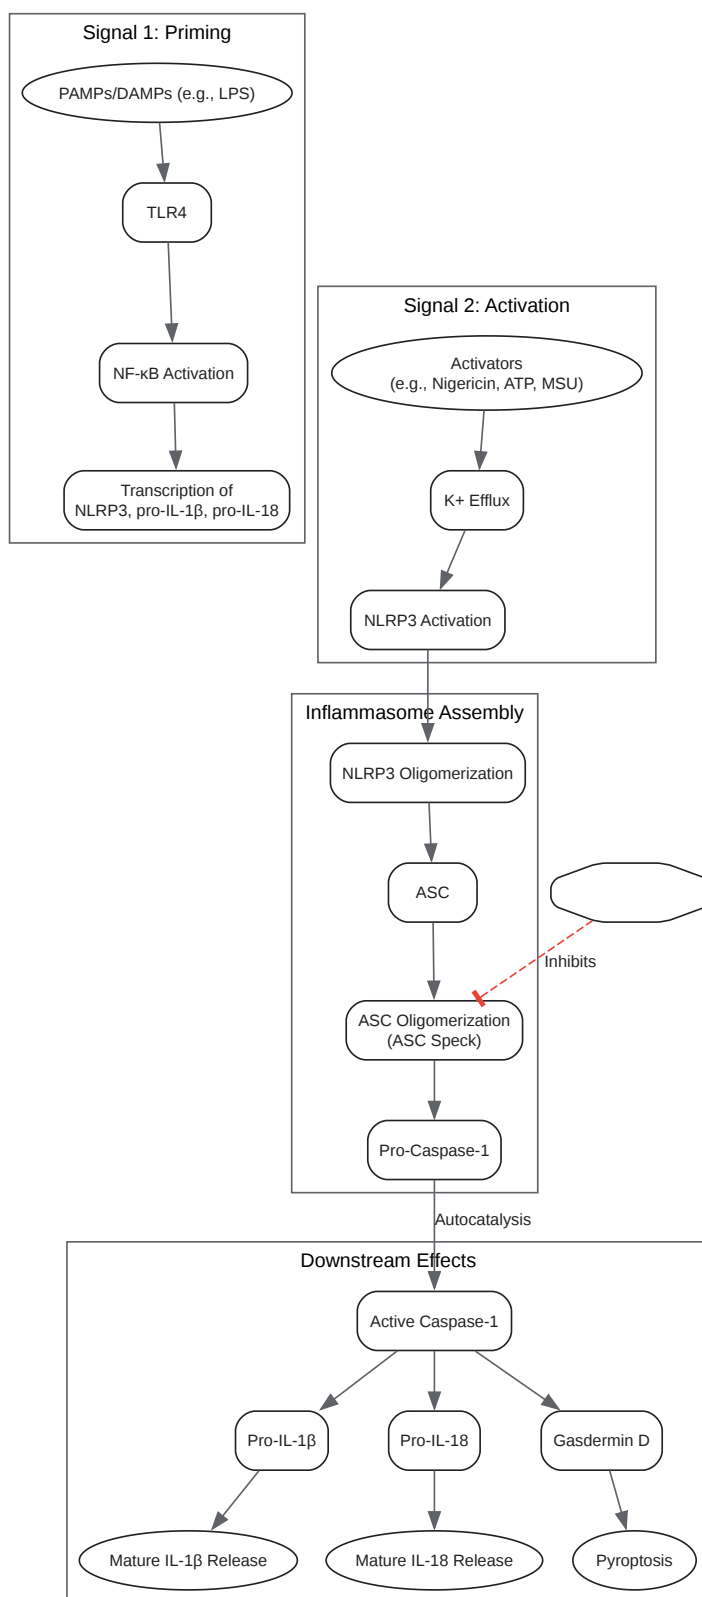 Signal 1: Priming
PAMPs/DAMPs (e.g., LPS)
TLR4
NF-κB Activation
Transcription of
NLRP3, pro-IL-1β, pro-IL-18
Signal 2: Activation
Activators
(e.g., Nigericin, ATP, MSU)
K+ Efflux
NLRP3 Activation
Inflammasome Assembly
NLRP3 Oligomerization
ASC
Inhibits
ASC Oligomerization
(ASC Speck)
Pro-Caspase-1
Autocatalysis
Downstream Effects
Active Caspase-1
Pro-IL-1β
Pro-IL-18
Gasdermin D
Mature IL-1β Release
Mature IL-18 Release
Pyroptosis